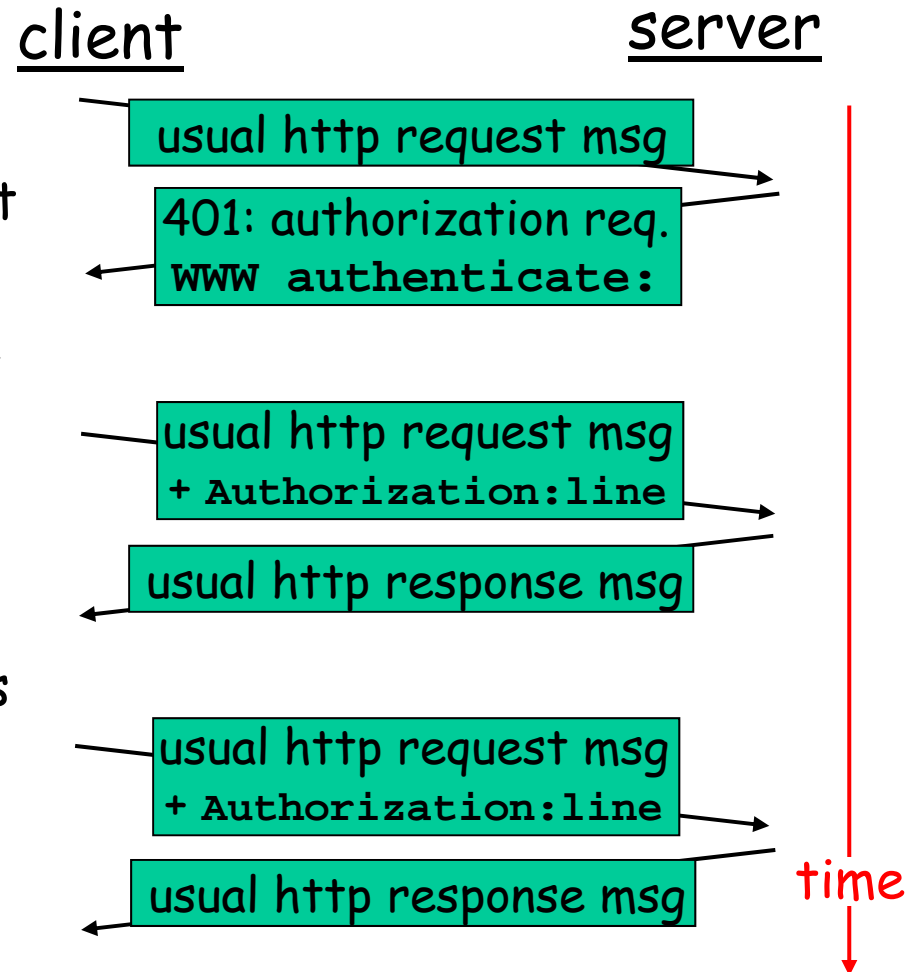 client
server
usual http request msg
401: authorization req.
WWW authenticate:
usual http request msg
+ Authorization:line
usual http response msg
usual http request msg
+ Authorization:line
usual http response msg
time